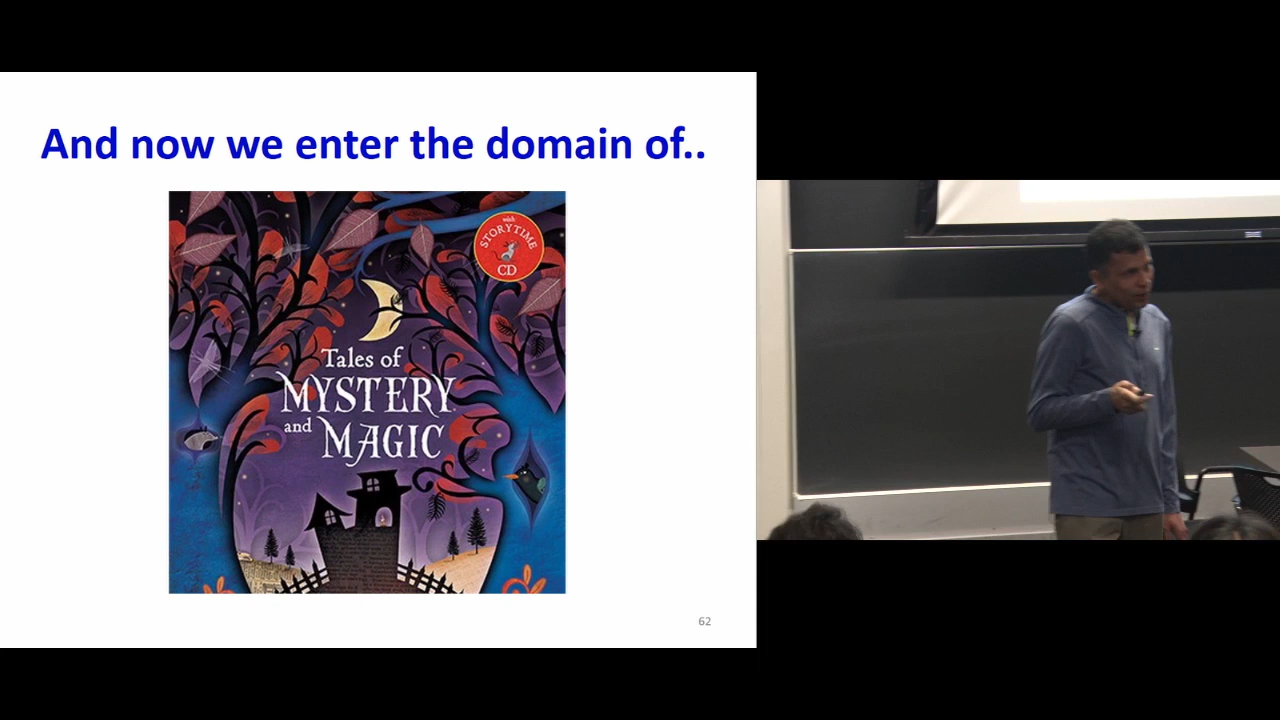 And now we enter the domain of..
with
STORYTIME
CD
Tales of
MYSTERY
and MAGIC
62